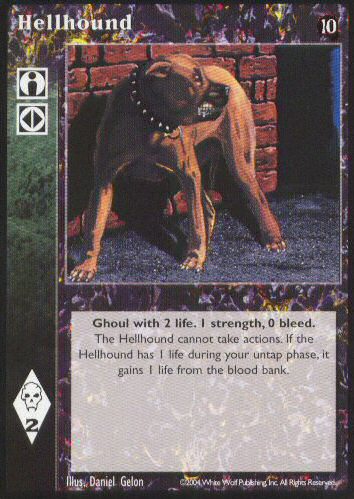 Hellhound
10
Ghoul with 2 life. 1 strength, 0 bleed.
The Hellhound cannot take actions. If the
Hellhound has 1 life during your untap phase, it
gains 1 life from the blood bank.
2
Illus. Daniel Gelon
©2004 White Wolf Publishing, Inc. All Rights Reserved.